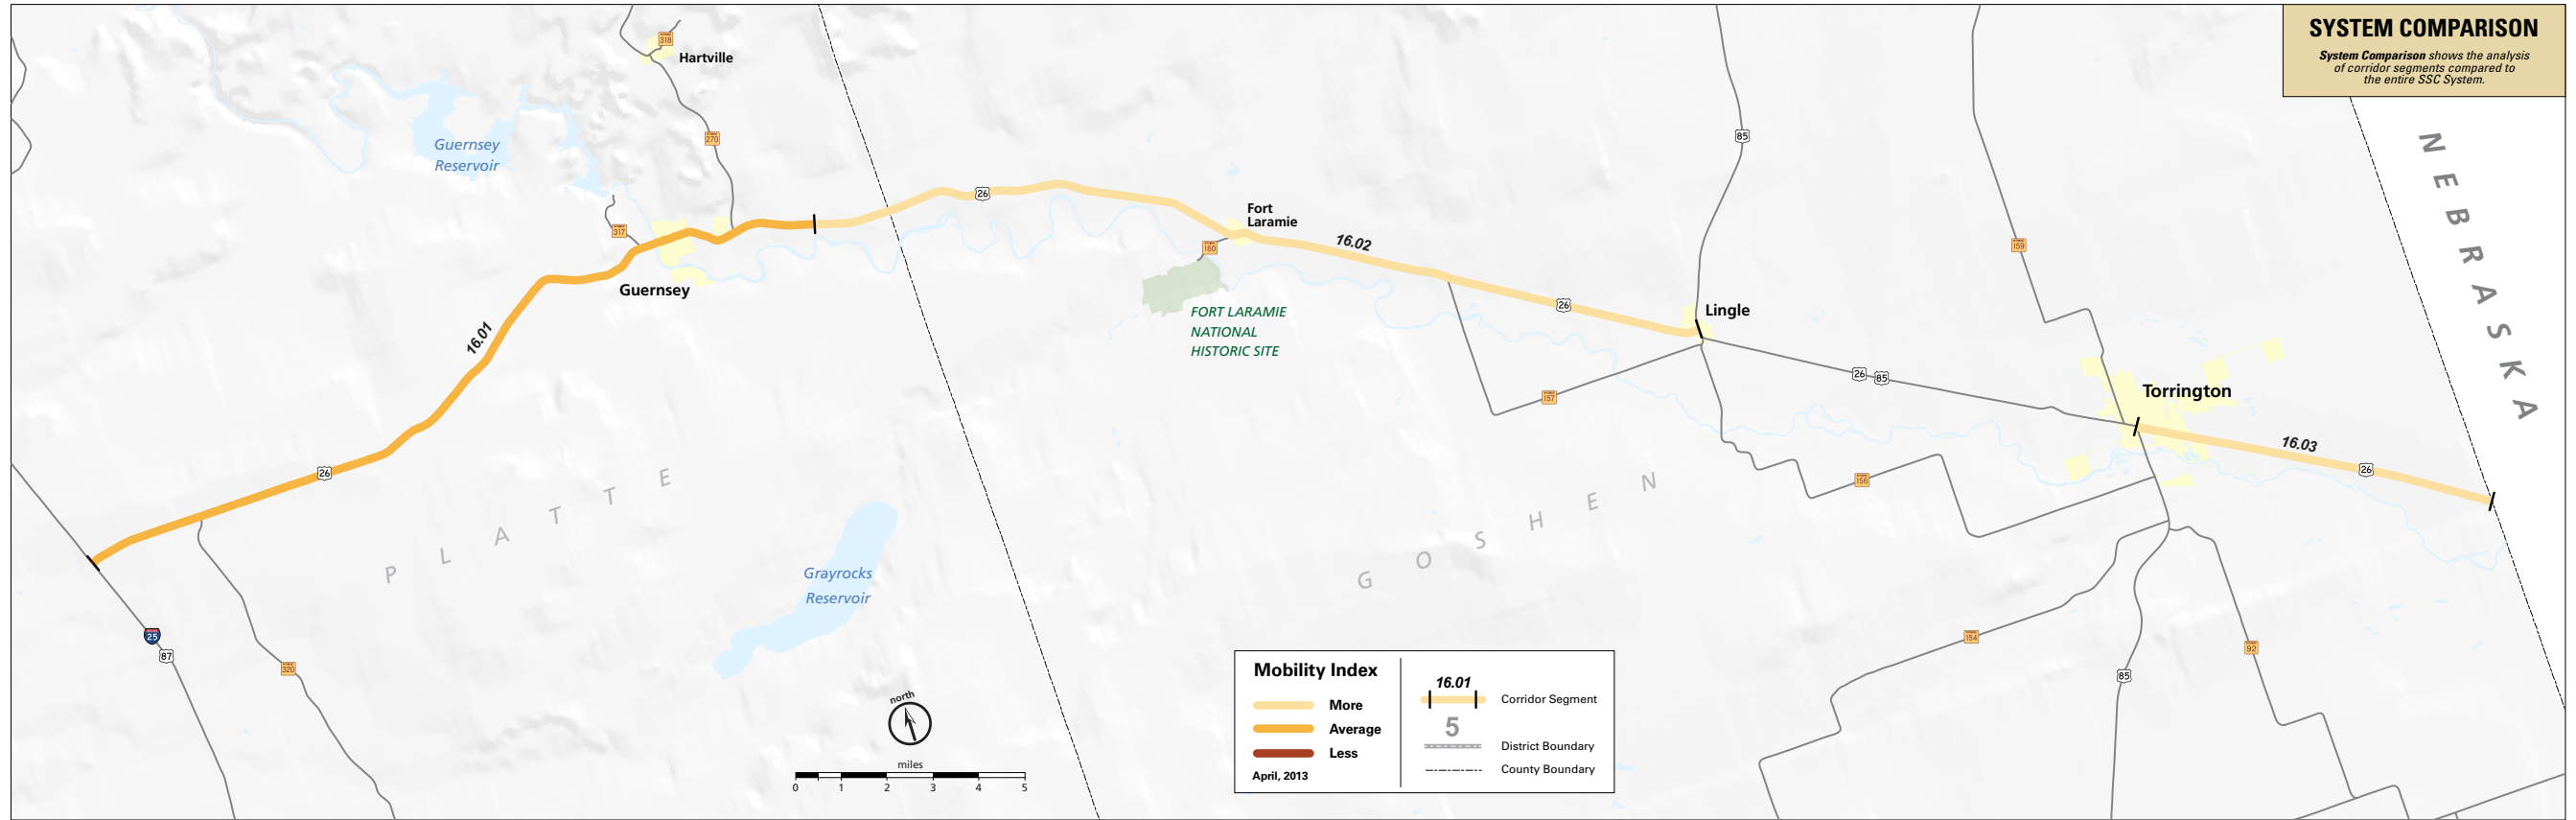 SYSTEM COMPARISON
System Comparison shows the analysis
of corridor segments compared to
the entire SSC System.
NEBRASKA
318
Hartville
270
Guernsey
Reservoir
317
Guernsey
16.01
26
26
Fort
Laramie
160
16.02
FORT LARAMIE
NATIONAL
HISTORIC SITE
26
85
Lingle
157
159
26
85
Torrington
16.03
26
156
PLATTE
GOSHEN
Grayrocks
Reservoir
25
87
320
154
85
92
north
miles
0 1 2 3 4 5
Mobility Index
More
Average
Less
April, 2013
16.01
Corridor Segment
5
District Boundary
County Boundary